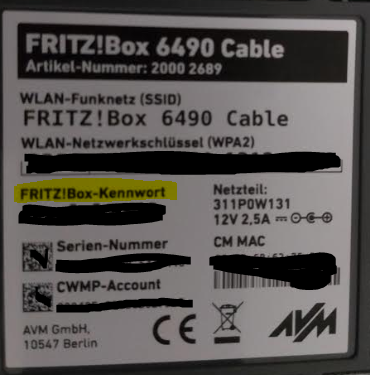 FRITZ!Box 6490 Cable
Artikel-Nummer: 2000 2689
WLAN-Funknetz (SSID)
FRITZ!Box 6490 Cable
WLAN-Netzwerkschlüssel (WPA2)
FRITZ!Box-Kennwort
Netzteil:
311P0W131
12V 2,5A
Serien-Nummer
CM MAC
CWMP-Account
AVM GmbH,
10547 Berlin
CE
AVM